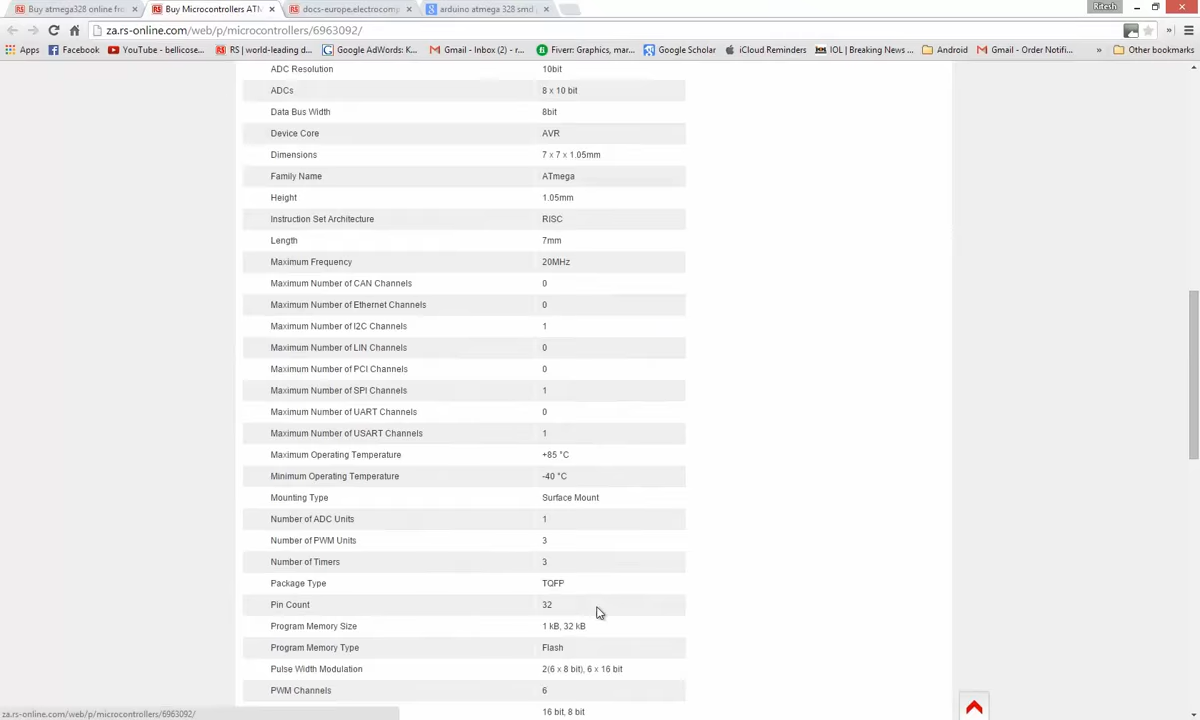 Buy atmega328 online fro
Buy Microcontrollers ATM
docs-europe.electrocomp
arduino atmega 328 smd
Ritesh
za.rs-online.com/web/p/microcontrollers/6963092/
Apps
Facebook
YouTube - bellicose...
RS | world-leading d...
Google AdWords: K...
Gmail - Inbox (2) - r...
Fiverr: Graphics, mar...
Google Scholar
iCloud Reminders
IOL | Breaking News ...
Android
Gmail - Order Notifi...
»
Other bookmarks
ADC Resolution 10bit
ADCs 8 x 10 bit
Data Bus Width 8bit
Device Core AVR
Dimensions 7 x 7 x 1.05mm
Family Name ATmega
Height 1.05mm
Instruction Set Architecture RISC
Length 7mm
Maximum Frequency 20MHz
Maximum Number of CAN Channels 0
Maximum Number of Ethernet Channels 0
Maximum Number of I2C Channels 1
Maximum Number of LIN Channels 0
Maximum Number of PCI Channels 0
Maximum Number of SPI Channels 1
Maximum Number of UART Channels 0
Maximum Number of USART Channels 1
Maximum Operating Temperature +85 °C
Minimum Operating Temperature -40 °C
Mounting Type Surface Mount
Number of ADC Units 1
Number of PWM Units 3
Number of Timers 3
Package Type TQFP
Pin Count 32
Program Memory Size 1 kB, 32 kB
Program Memory Type Flash
Pulse Width Modulation 2(6 x 8 bit), 6 x 16 bit
PWM Channels 6
16 bit, 8 bit
za.rs-online.com/web/p/microcontrollers/6963092/